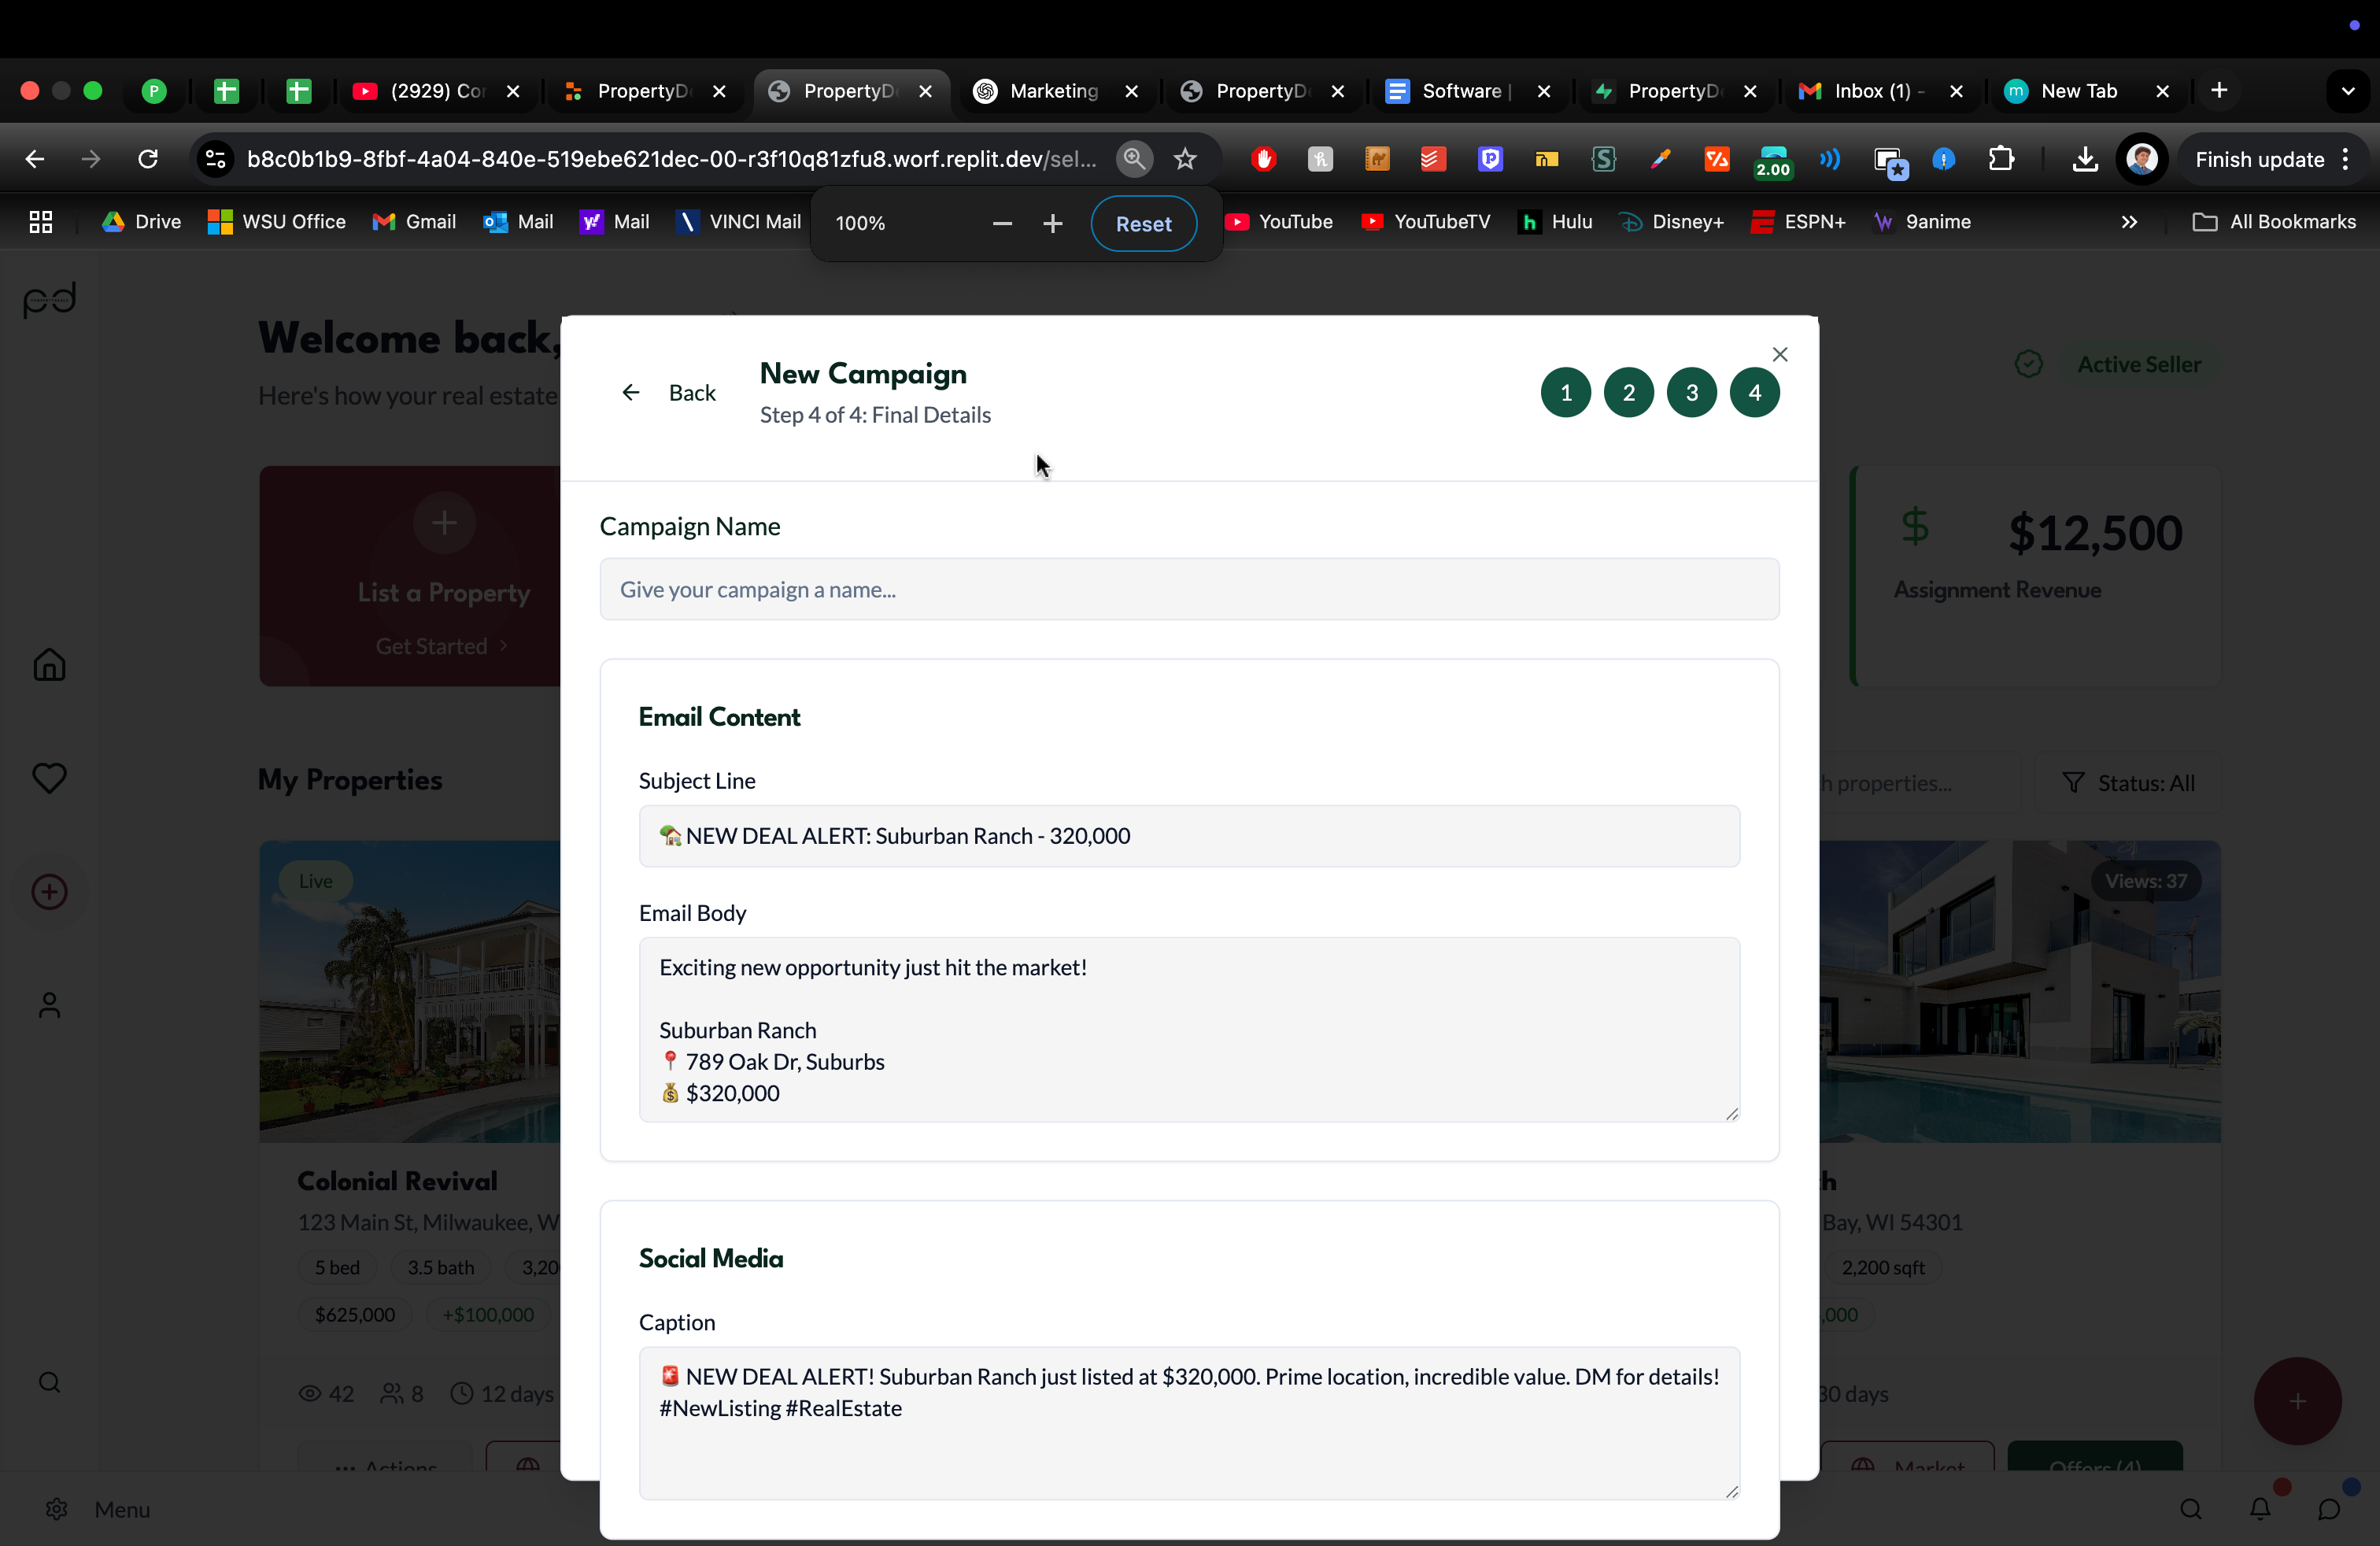 P
(2929) Cor
PropertyD
PropertyD
Marketing
PropertyD
Software |
PropertyD
Inbox (1) -
m
New Tab
b8c0b1b9-8fbf-4a04-840e-519ebe621dec-00-r3f10q81zfu8.worf.replit.dev/sel...
2.00
Finish update
Drive
WSU Office
Gmail
Mail
Mail
VINCI Mail
100%
Reset
YouTube
YouTubeTV
Hulu
Disney+
ESPN+
9anime
All Bookmarks
pd
Welcome back,
Here's how your real estate
Active Seller
Back
New Campaign
Step 4 of 4: Final Details
1
2
3
4
List a Property
Get Started
$12,500
Assignment Revenue
Campaign Name
Give your campaign a name...
Email Content
Subject Line
🏡 NEW DEAL ALERT: Suburban Ranch - 320,000
Email Body
Exciting new opportunity just hit the market!
Suburban Ranch
📍 789 Oak Dr, Suburbs
💰 $320,000
My Properties
h properties...
Status: All
Live
Views: 37
Colonial Revival
123 Main St, Milwaukee, W
5 bed
3.5 bath
3,20
$625,000
+$100,000
42
8
12 days
Actions
Social Media
Caption
🚨 NEW DEAL ALERT! Suburban Ranch just listed at $320,000. Prime location, incredible value. DM for details!
#NewListing #RealEstate
h
Bay, WI 54301
2,200 sqft
,000
30 days
Market
Offers (4)
Menu